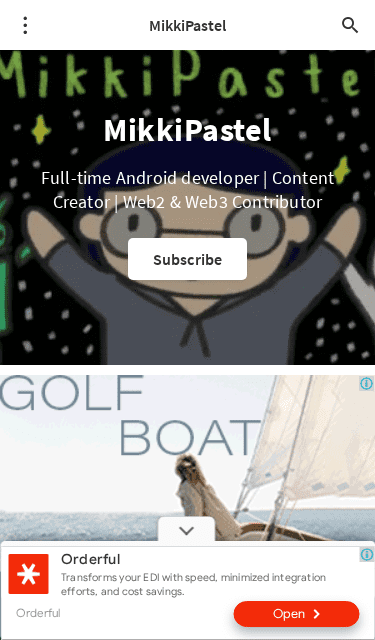 MikkiPastel
MikkiPaste
MikkiPastel
Full-time Android developer | Content
Creator | Web2 & Web3 Contributor
Subscribe
GOLF
BOAT
Orderful
Transforms your EDI with speed, minimized integration
efforts, and cost savings.
Orderful
Open